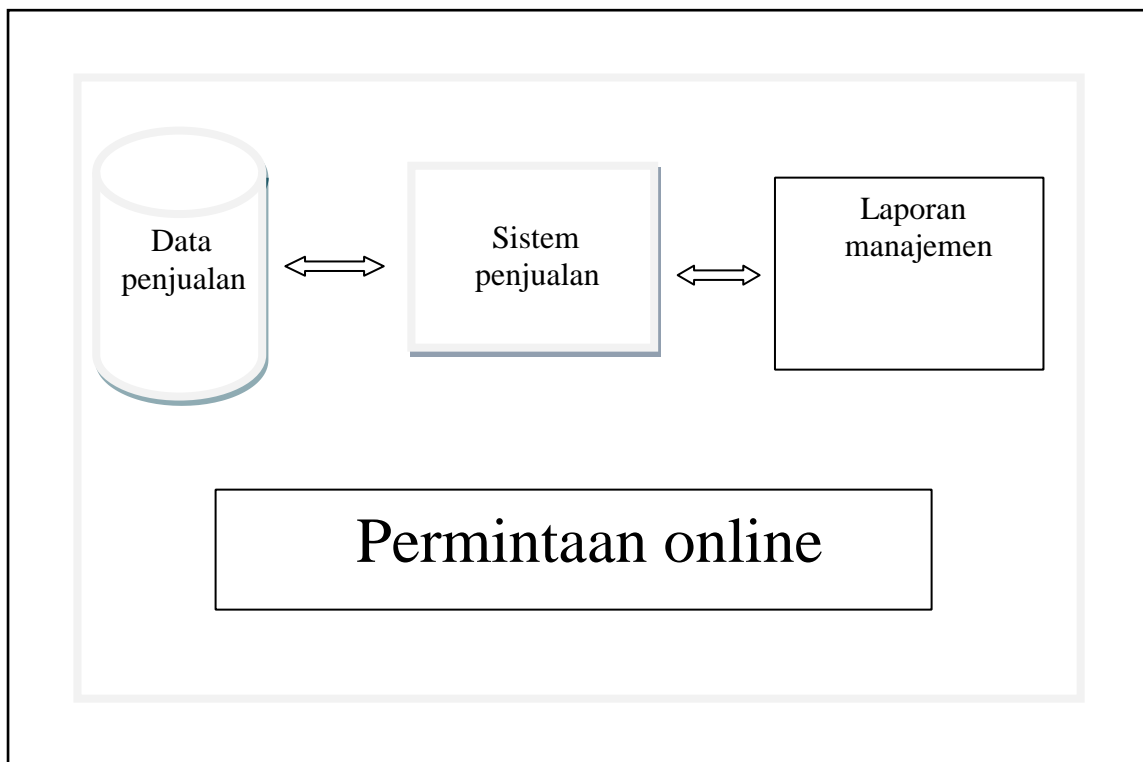 Data
penjualan
Sistem
penjualan
Laporan
manajemen
Permintaan online